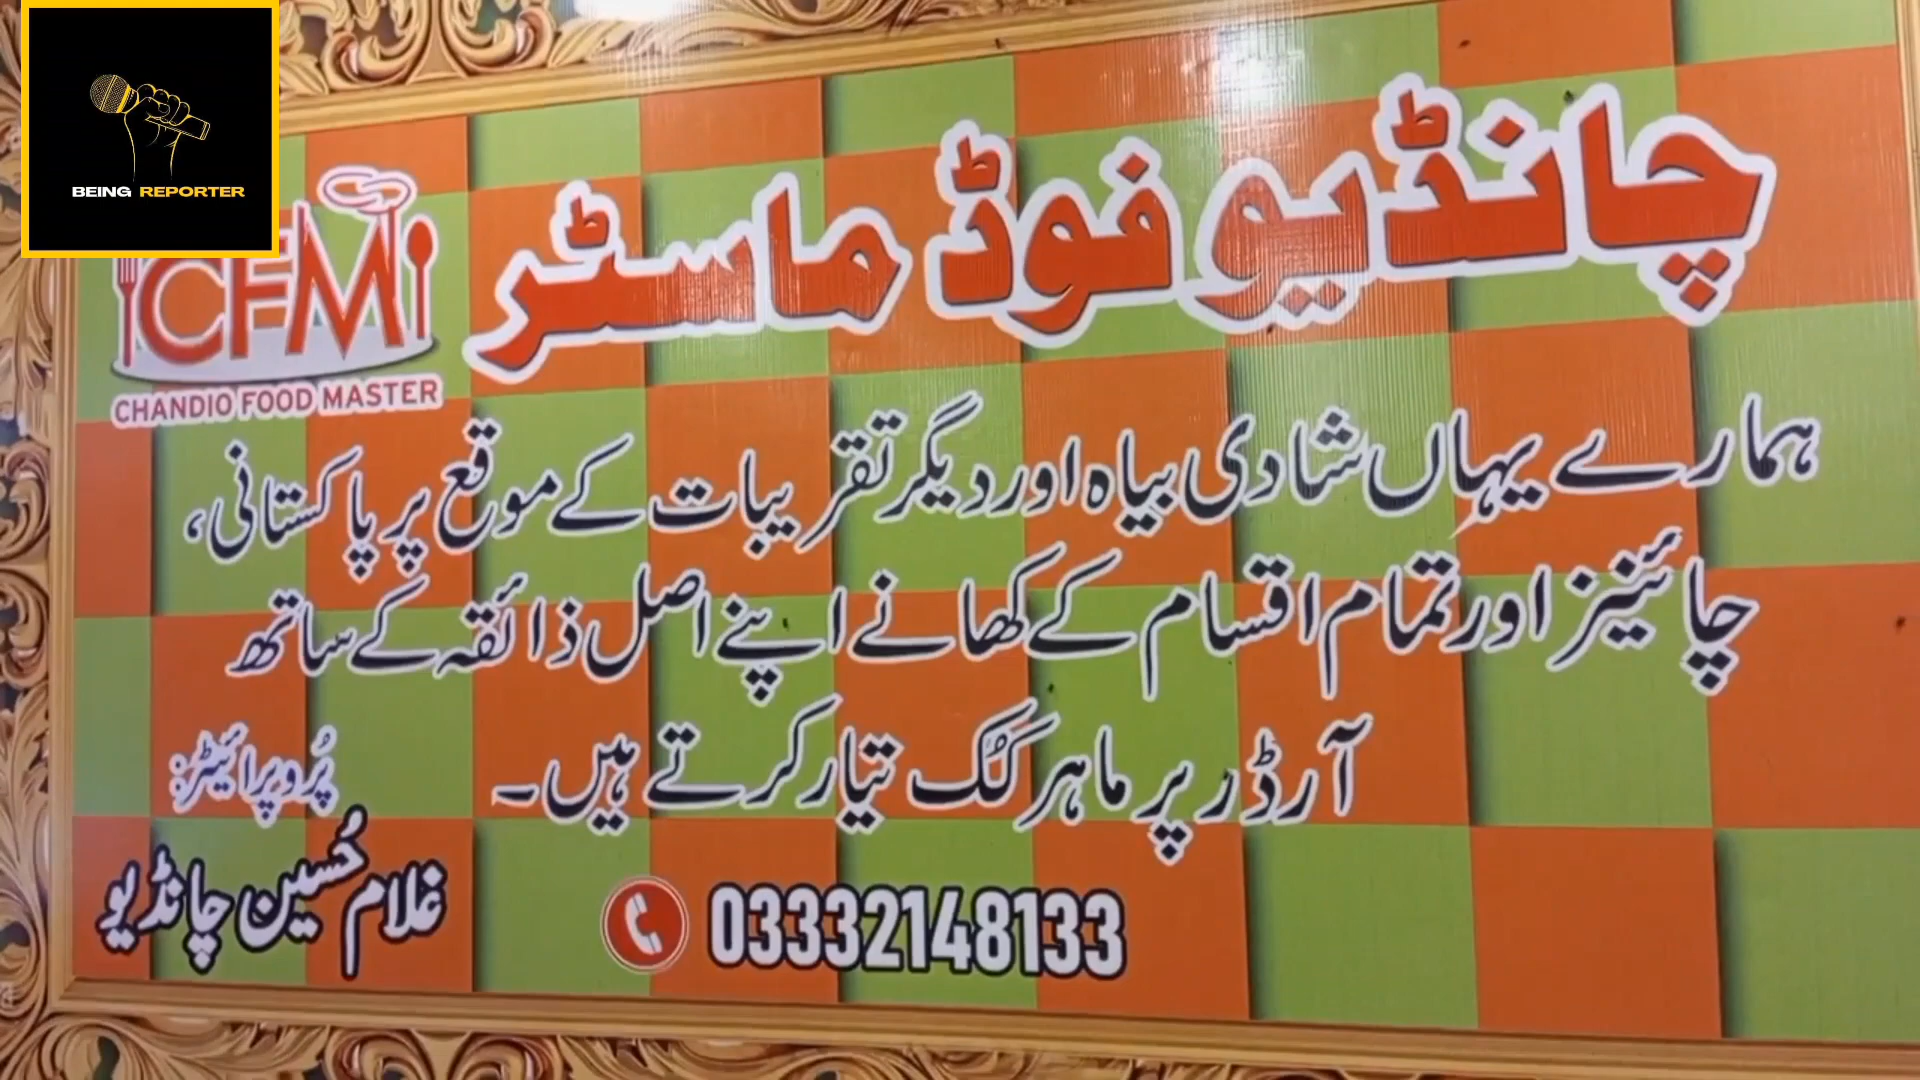 BEING REPORTER
CFM
CHANDIO FOOD MASTER
چانڈیو فوڈ ماسٹر
ہمارے یہاں شادی بیاہ اور دیگر تقریبات کے موقع پر پاکستانی،
چائنیز اور تمام اقسام کے کھانے اپنے اصل ذائقہ کے ساتھ
آرڈر پر ماہر کُک تیار کرتے ہیں۔
پُروپرائیٹر:
غلام حُسین چانڈیو
03332148133